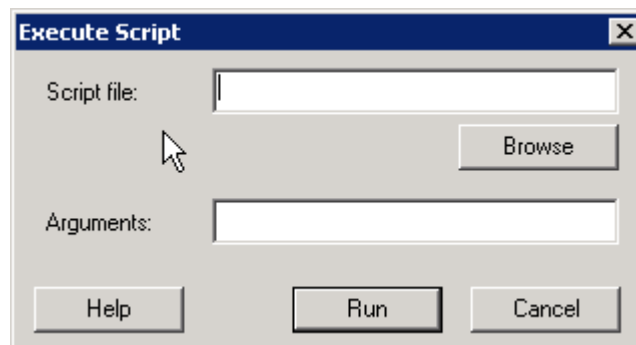 Execute Script
Script file:
Browse
Arguments:
Help Run Cancel